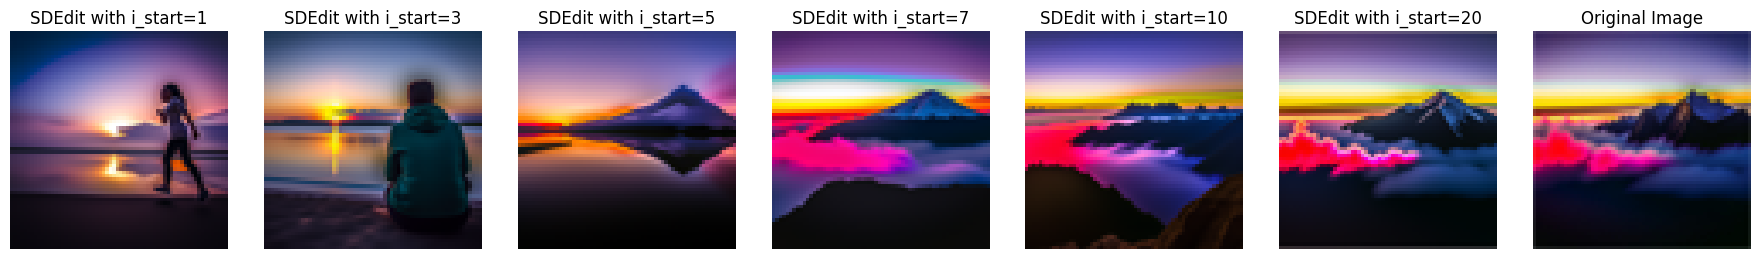 SDEdit with i_start=1
SDEdit with i_start=3
SDEdit with i_start=5
SDEdit with i_start=7
SDEdit with i_start=10
SDEdit with i_start=20
Original Image